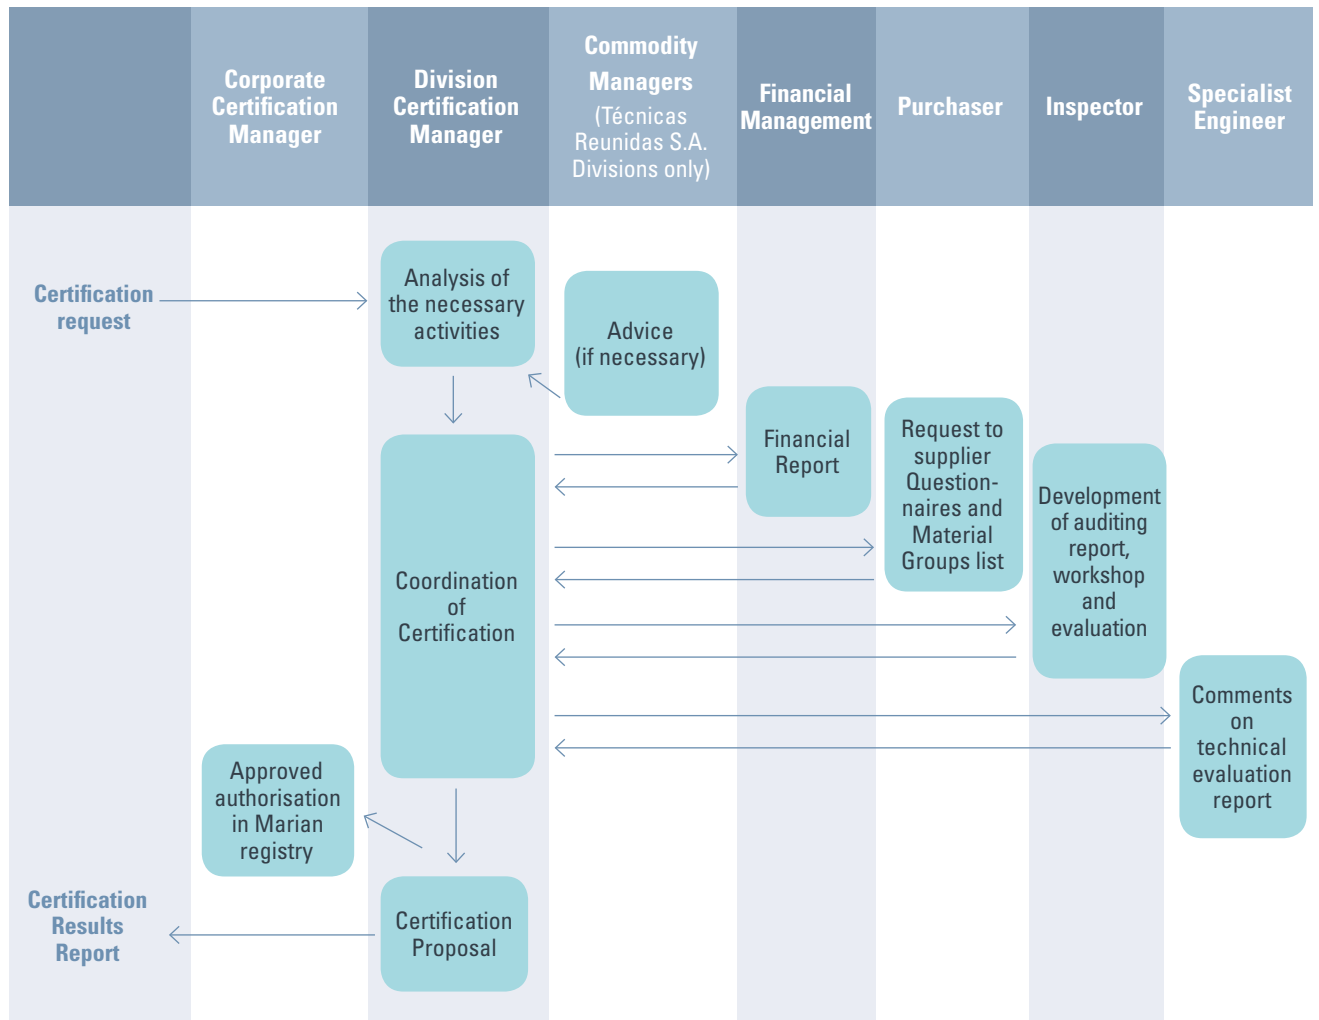 Corporate
Certification
Manager
Division
Certification
Manager
Commodity
Managers
(Técnicas
Reunidas S.A.
Divisions only)
Financial
Management
Purchaser
Inspector
Specialist
Engineer
Certification
request
Analysis of
the necessary
activities
Advice
(if necessary)
Financial
Report
Request to
supplier
Question-
naires and
Material
Groups list
Development
of auditing
report,
workshop
and
evaluation
Coordination
of
Certification
Comments
on
technical
evaluation
report
Approved
authorisation
in Marian
registry
Certification
Results
Report
Certification
Proposal